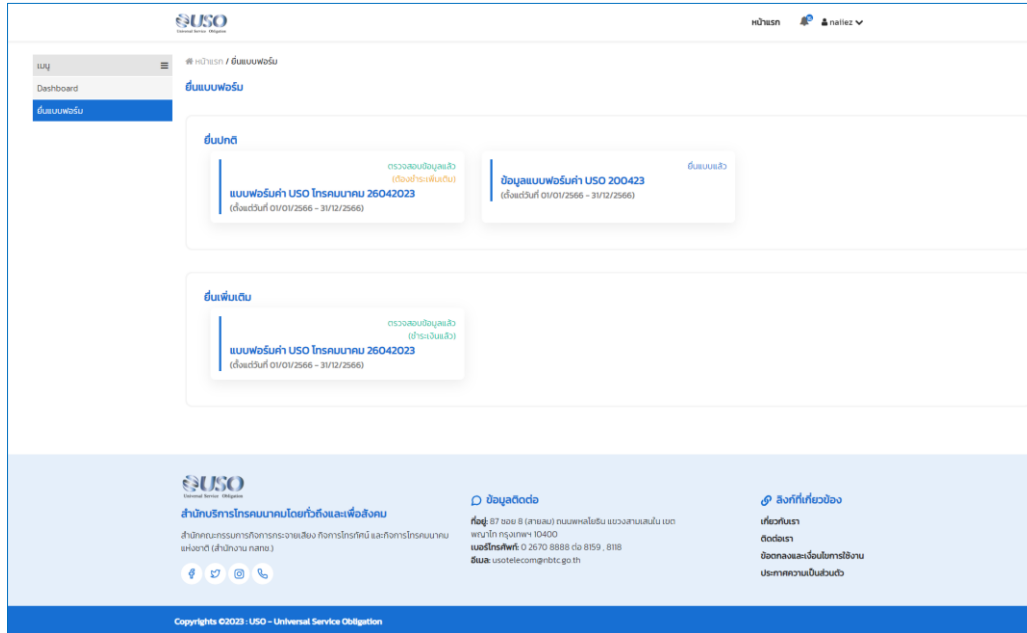 USO
Universal Service Obligation
หน้าแรก
natiez
เมนู
Dashboard
ยื่นแบบฟอร์ม
หน้าแรก / ยื่นแบบฟอร์ม
ยื่นแบบฟอร์ม
ยื่นปกติ
ตรวจสอบข้อมูลแล้ว
(ต้องชำระเพิ่มเติม)
แบบฟอร์มค่า USO โทรคมนาคม 26042023
(ตั้งแต่วันที่ 01/01/2566 - 31/12/2566)
ยื่นแบบแล้ว
ข้อมูลแบบฟอร์มค่า USO 200423
(ตั้งแต่วันที่ 01/01/2566 - 31/12/2566)
ยื่นเพิ่มเติม
ตรวจสอบข้อมูลแล้ว
(ชำระเงินแล้ว)
แบบฟอร์มค่า USO โทรคมนาคม 26042023
(ตั้งแต่วันที่ 01/01/2566 - 31/12/2566)
USO
Universal Service Obligation
สำนักบริการโทรคมนาคมโดยทั่วถึงและเพื่อสังคม
สำนักคณะกรรมการกิจการกระจายเสียง กิจการโทรทัศน์ และกิจการโทรคมนาคม
แห่งชาติ (สำนักงาน กสทช.)
ข้อมูลติดต่อ
ที่อยู่: 87 ซอย 8 (สายลม) ถนนพหลโยธิน แขวงสามเสนใน เขต
พญาไท กรุงเทพฯ 10400
เบอร์โทรศัพท์: 0 2670 8888 ต่อ 8159 , 8118
อีเมล: usotelecom@nbtc.go.th
ลิงก์ที่เกี่ยวข้อง
เกี่ยวกับเรา
ติดต่อเรา
ข้อตกลงและเงื่อนไขการใช้งาน
ประกาศความเป็นส่วนตัว
Copyrights ©2023 : USO - Universal Service Obligation